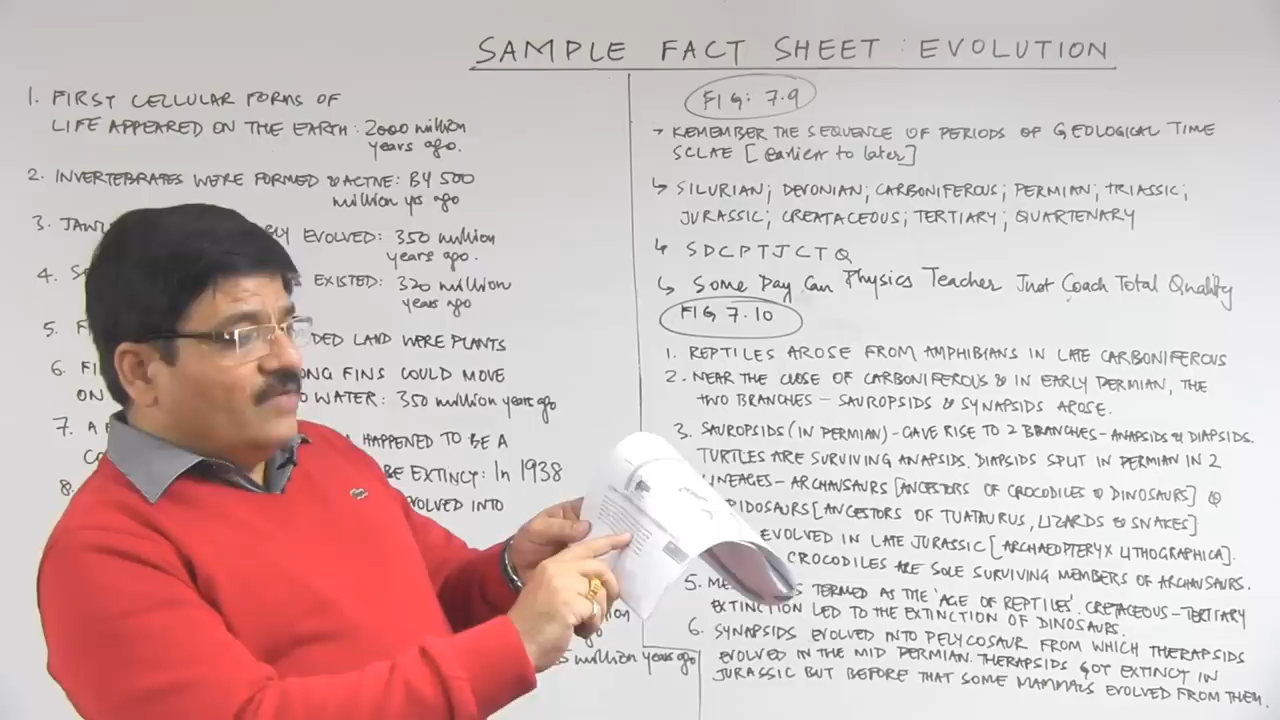 SAMPLE FACT SHEET : EVOLUTION
1. FIRST CELLULAR FORMS OF
LIFE APPEARED ON THE EARTH : 2000 million
years ago.
2. INVERTEBRATES WERE FORMED & ACTIVE : BY 500
million yrs ago
3. EVOLVED : 350 million
years ago.
4. EXISTED : 320 million
years ago
5. LAND WERE PLANTS
6. FINS COULD MOVE
ON WATER : 350 million years ago
7. A HAPPENED TO BE A
EXTINCT : In 1938
8. INTO
million years ago
FIG: 7.9
→ REMEMBER THE SEQUENCE OF PERIODS OF GEOLOGICAL TIME
SCLAE [earlier to later]
↳ SILURIAN; DEVONIAN; CARBONIFEROUS; PERMIAN; TRIASSIC;
JURASSIC; CREATACEOUS; TERTIARY; QUARTENARY
↳ SDCPTJCTQ
↳ Some Day Can Physics Teacher Just Coach Total Quality
FIG 7.10
1. REPTILES AROSE FROM AMPHIBIANS IN LATE CARBONIFEROUS
2. NEAR THE CLOSE OF CARBONIFEROUS & IN EARLY PERMIAN, THE
TWO BRANCHES – SAUROPSIDS & SYNAPSIDS AROSE.
3. SAUROPSIDS (IN PERMIAN) – GAVE RISE TO 2 BRANCHES – ANAPSIDS & DIAPSIDS.
TURTLES ARE SURVIVING ANAPSIDS. DIAPSIDS SPLIT IN PERMIAN IN 2
LINEAGES – ARCHAUSAURS [ANCESTORS OF CROCODILES & DINOSAURS] &
[ANCESTORS OF TUATAURUS, LIZARDS & SNAKES]
EVOLVED IN LATE JURASSIC [ARCHAEOPTERYX LITHOGRAPHICA].
CROCODILES ARE SOLE SURVIVING MEMBERS OF ARCHAUSAURS.
5. TERMED AS THE 'AGE OF REPTILES'. CRETACEOUS – TERTIARY
EXTINCTION LED TO THE EXTINCTION OF DINOSAURS.
6. SYNAPSIDS EVOLVED INTO PELYCOSAUR FROM WHICH THERAPSIDS
EVOLVED IN THE MID PERMIAN. THERAPSIDS GOT EXTINCT IN
JURASSIC BUT BEFORE THAT SOME MAMMALS EVOLVED FROM THEM.